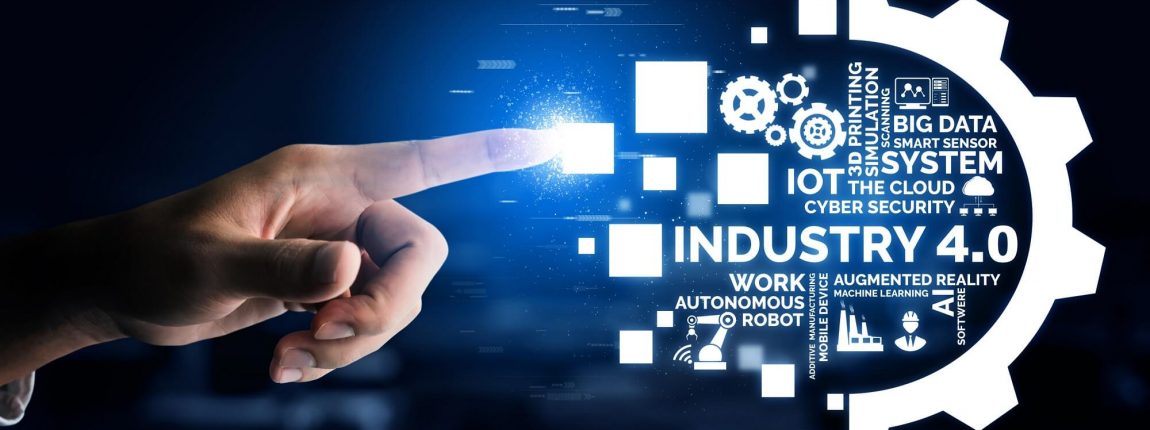 3D PRINTING
SIMULATION
SCANNING
BIG DATA
SMART SENSOR
SYSTEM
IOT
THE CLOUD
CYBER SECURITY
INDUSTRY 4.0
WORK
AUTONOMOUS
ROBOT
ADDITIVE MANUFACTURING
MOBILE DEVICE
AUGMENTED REALITY
MACHINE LEARNING
AI
SOFTWERE